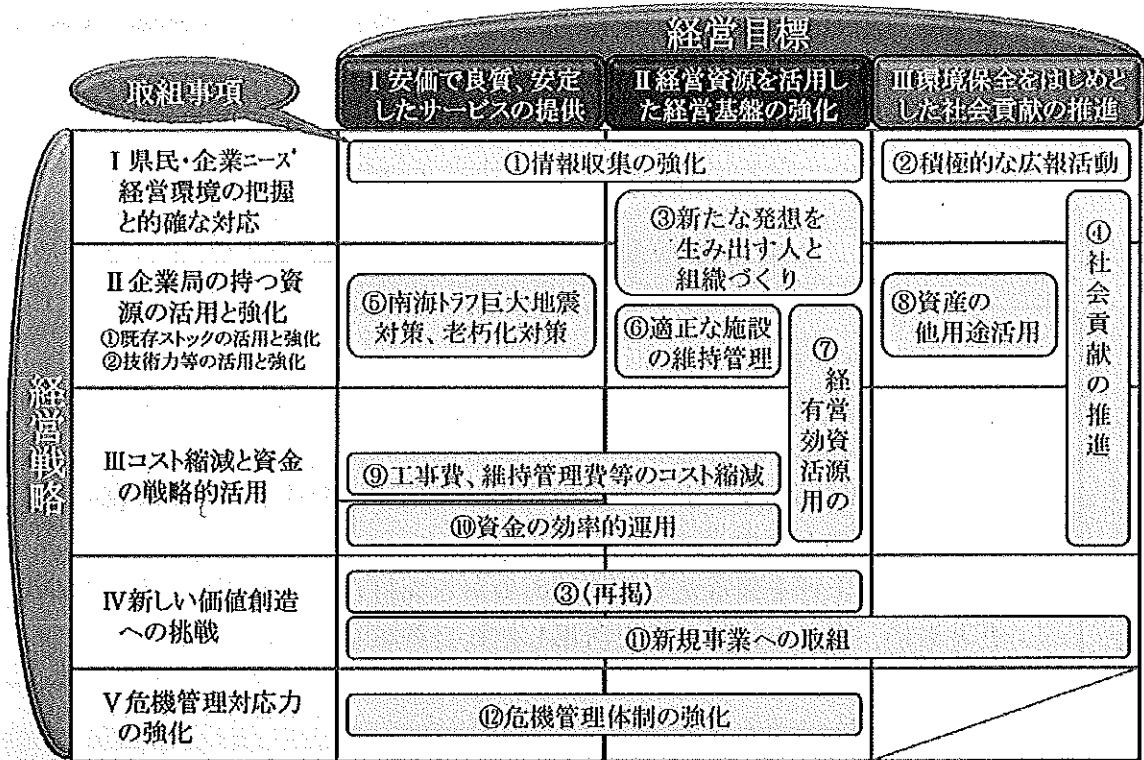 経営目標
取組事項
Ⅰ安価で良質、安定
したサービスの提供
Ⅱ経営資源を活用し
た経営基盤の強化
Ⅲ環境保全をはじめと
した社会貢献の推進
経営戦略
Ⅰ県民・企業ニーズ
経営環境の把握
と的確な対応
①情報収集の強化
②積極的な広報活動
③新たな発想を
生み出す人と
組織づくり
④社会貢献の推進
Ⅱ企業局の持つ資
源の活用と強化
①既存ストックの活用と強化
②技術力等の活用と強化
⑤南海トラフ巨大地震
対策、老朽化対策
⑥適正な施設
の維持管理
⑦経営資源の
有効活用
⑧資産の
他用途活用
Ⅲコスト縮減と資金
の戦略的活用
⑨工事費、維持管理費等のコスト縮減
⑩資金の効率的運用
Ⅳ新しい価値創造
への挑戦
③(再掲)
⑪新規事業への取組
Ⅴ危機管理対応力
の強化
⑫危機管理体制の強化